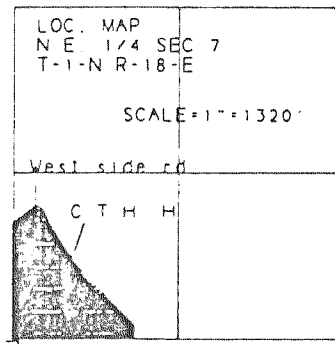 LOC. MAP
N E 1/4 SEC 7
T-1-N R-18-E
SCALE=1"=1320'
West side rd
C T H H